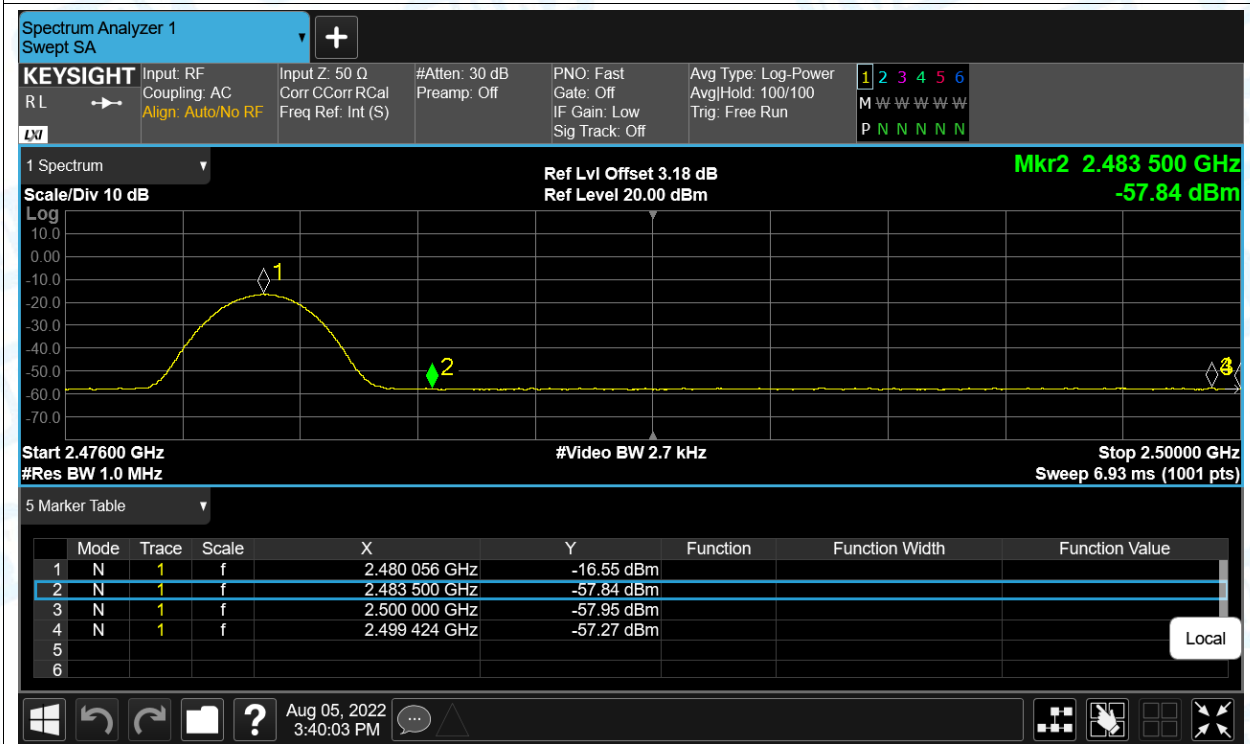 Spectrum Analyzer 1
Swept SA
+
KEYSIGHT Input: RF Input Z: 50 Ω #Atten: 30 dB PNO: Fast Avg Type: Log-Power 1 2 3 4 5 6
R L Coupling: AC Corr CCorr RCal Preamp: Off Gate: Off Avg|Hold: 100/100 M W W W W W
Align: Auto/No RF Freq Ref: Int (S) IF Gain: Low Trig: Free Run P N N N N N
LXI Sig Track: Off
1 Spectrum Ref Lvl Offset 3.18 dB Mkr2 2.483 500 GHz
Scale/Div 10 dB Ref Level 20.00 dBm -57.84 dBm
Log
10.0
0.00
-10.0 1
-20.0
-30.0
-40.0
-50.0 2 3 4
-60.0
-70.0
Start 2.47600 GHz #Video BW 2.7 kHz Stop 2.50000 GHz
#Res BW 1.0 MHz Sweep 6.93 ms (1001 pts)
5 Marker Table
Mode Trace Scale X Y Function Function Width Function Value
1 N 1 f 2.480 056 GHz -16.55 dBm
2 N 1 f 2.483 500 GHz -57.84 dBm
3 N 1 f 2.500 000 GHz -57.95 dBm
4 N 1 f 2.499 424 GHz -57.27 dBm
5
6
Local
? Aug 05, 2022
3:40:03 PM